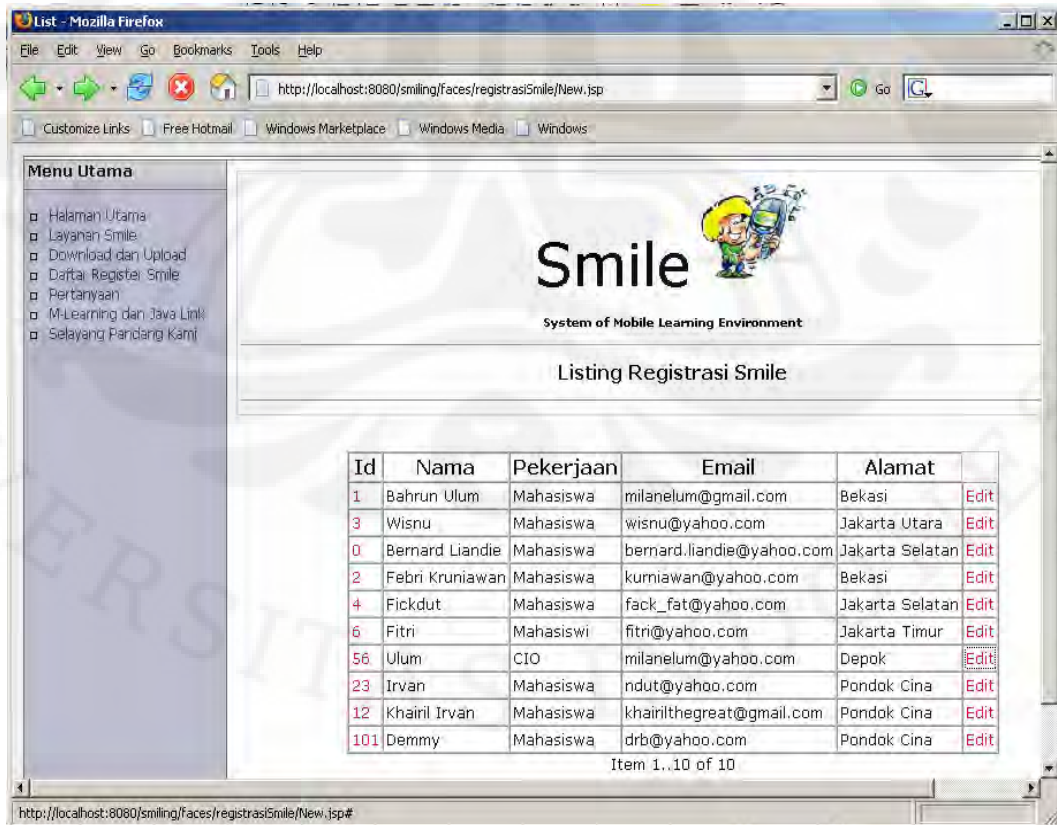 List - Mozilla Firefox
File Edit View Go Bookmarks Tools Help
http://localhost:8080/smiling/faces/registrasiSmile/New.jsp Go
Customize Links Free Hotmail Windows Marketplace Windows Media Windows
Menu Utama
Halaman Utama
Layanan Smile
Download dan Upload
Daftar Register Smile
Pertanyaan
M-Learning dan Java Link
Selayang Pandang Kami
Smile
System of Mobile Learning Environment
Listing Registrasi Smile
Id Nama Pekerjaan Email Alamat
1 Bahrun Ulum Mahasiswa milanelum@gmail.com Bekasi Edit
3 Wisnu Mahasiswa wisnu@yahoo.com Jakarta Utara Edit
0 Bernard Liandie Mahasiswa bernard.liandie@yahoo.com Jakarta Selatan Edit
2 Febri Kruniawan Mahasiswa kurniawan@yahoo.com Bekasi Edit
4 Fickdut Mahasiswa fack_fat@yahoo.com Jakarta Selatan Edit
6 Fitri Mahasiswi fitri@yahoo.com Jakarta Timur Edit
56 Ulum CIO milanelum@yahoo.com Depok Edit
23 Irvan Mahasiswa ndut@yahoo.com Pondok Cina Edit
12 Khairil Irvan Mahasiswa khairilthegreat@gmail.com Pondok Cina Edit
101 Demmy Mahasiswa drb@yahoo.com Pondok Cina Edit
Item 1..10 of 10
http://localhost:8080/smiling/faces/registrasiSmile/New.jsp#